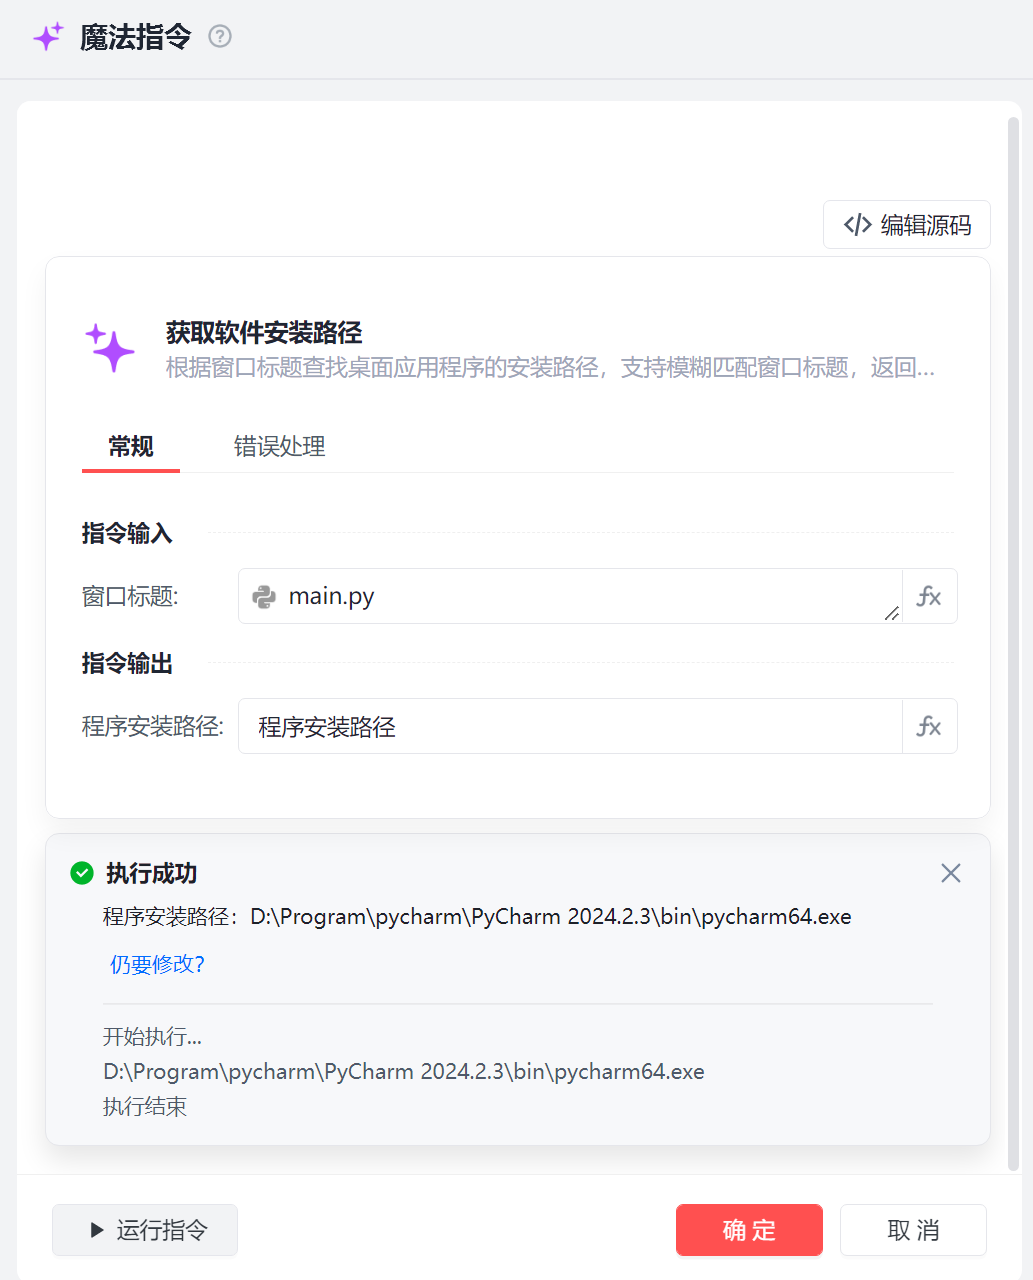 魔法指令
编辑源码
获取软件安装路径
根据窗口标题查找桌面应用程序的安装路径，支持模糊匹配窗口标题，返回...
常规 错误处理
指令输入
窗口标题: main.py fx
指令输出
程序安装路径: 程序安装路径 fx
执行成功
程序安装路径：D:\Program\pycharm\PyCharm 2024.2.3\bin\pycharm64.exe
仍要修改?
开始执行...
D:\Program\pycharm\PyCharm 2024.2.3\bin\pycharm64.exe
执行结束
运行指令 确定 取消